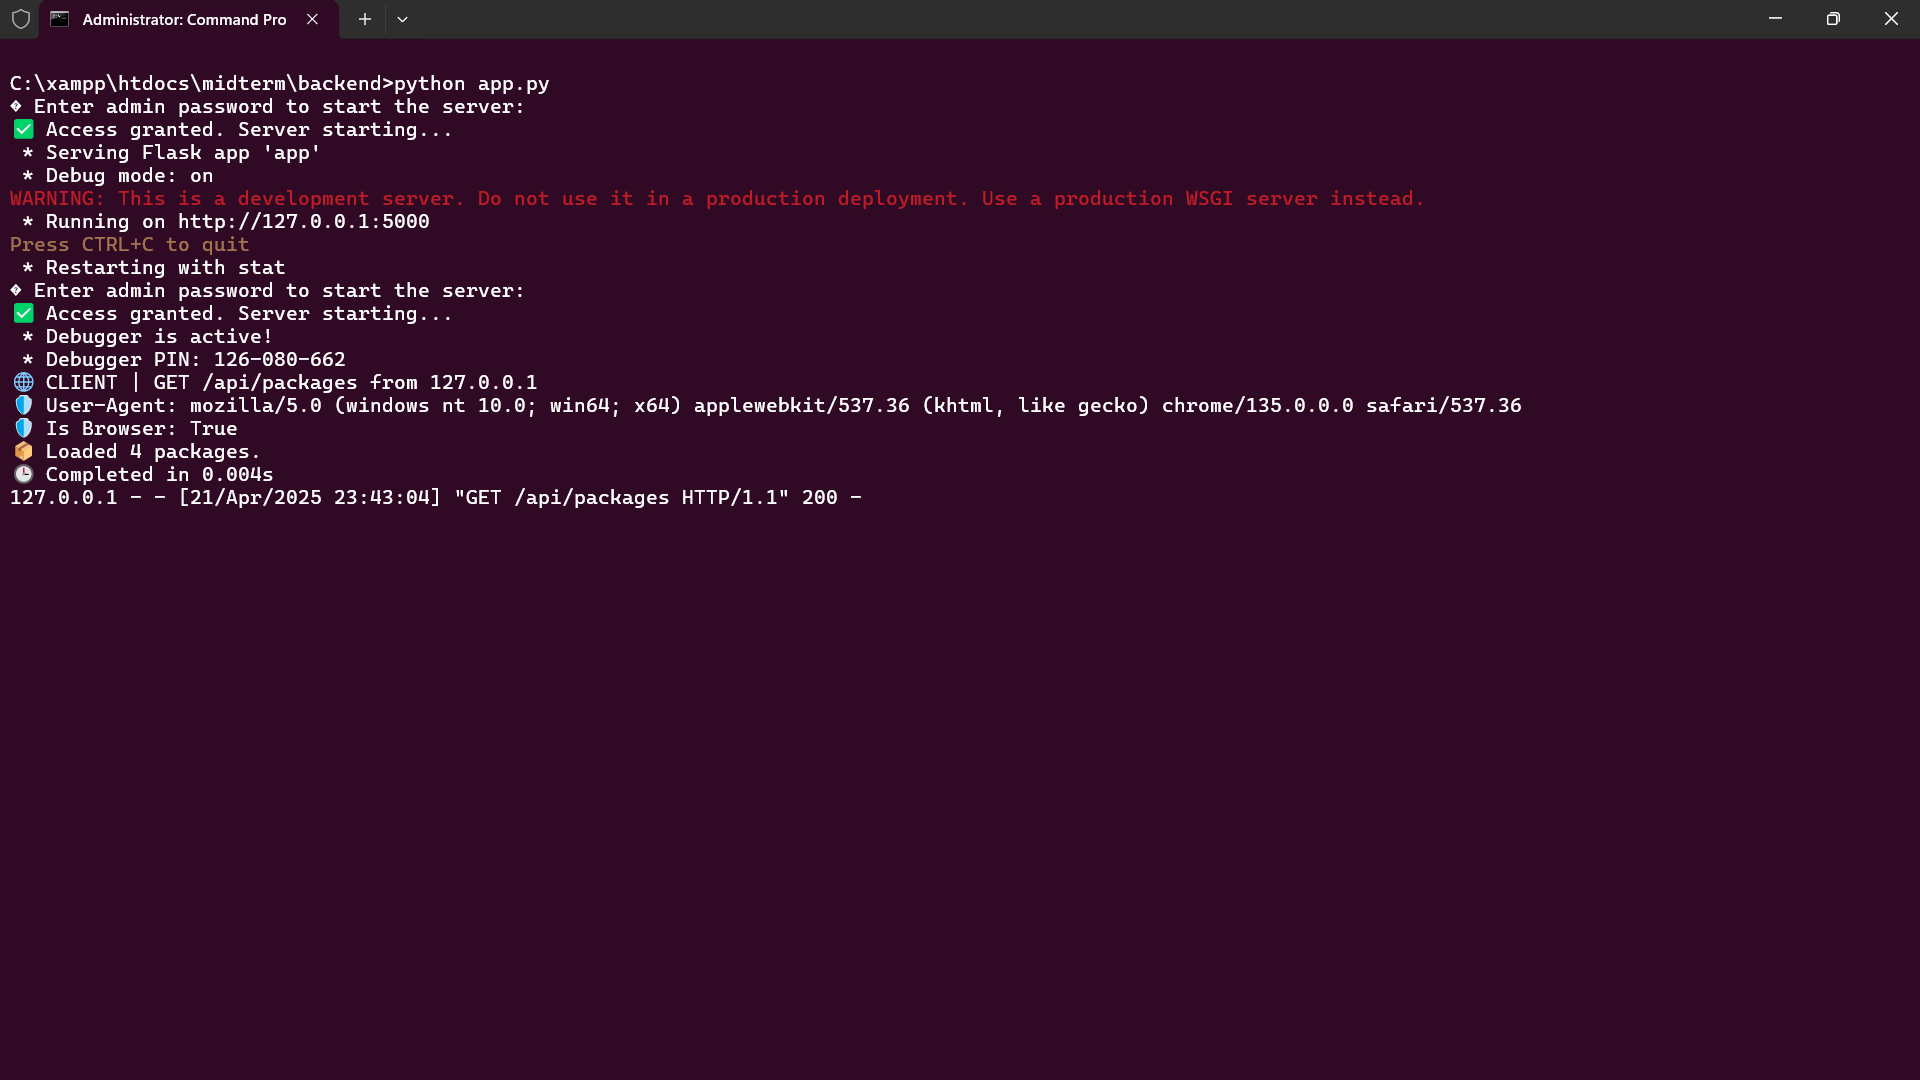 Administrator: Command Pro
C:\xampp\htdocs\midterm\backend>python app.py
� Enter admin password to start the server:
✅ Access granted. Server starting...
 * Serving Flask app 'app'
 * Debug mode: on
WARNING: This is a development server. Do not use it in a production deployment. Use a production WSGI server instead.
 * Running on http://127.0.0.1:5000
Press CTRL+C to quit
 * Restarting with stat
� Enter admin password to start the server:
✅ Access granted. Server starting...
 * Debugger is active!
 * Debugger PIN: 126-080-662
🌐 CLIENT | GET /api/packages from 127.0.0.1
🛡️ User-Agent: mozilla/5.0 (windows nt 10.0; win64; x64) applewebkit/537.36 (khtml, like gecko) chrome/135.0.0.0 safari/537.36
🛡️ Is Browser: True
📦 Loaded 4 packages.
🕒 Completed in 0.004s
127.0.0.1 - - [21/Apr/2025 23:43:04] "GET /api/packages HTTP/1.1" 200 -